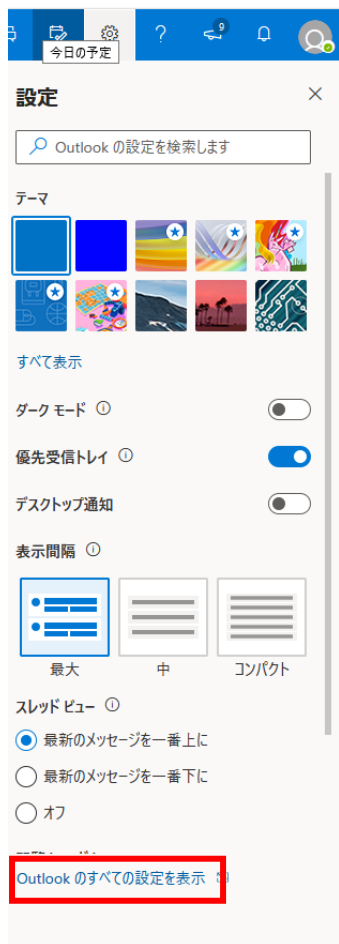 9
今日の予定
設定
Outlook の設定を検索します
テーマ
すべて表示
ダーク モード
優先受信トレイ
デスクトップ通知
表示間隔
最大 中 コンパクト
スレッド ビュー
最新のメッセージを一番上に
最新のメッセージを一番下に
オフ
Outlook のすべての設定を表示